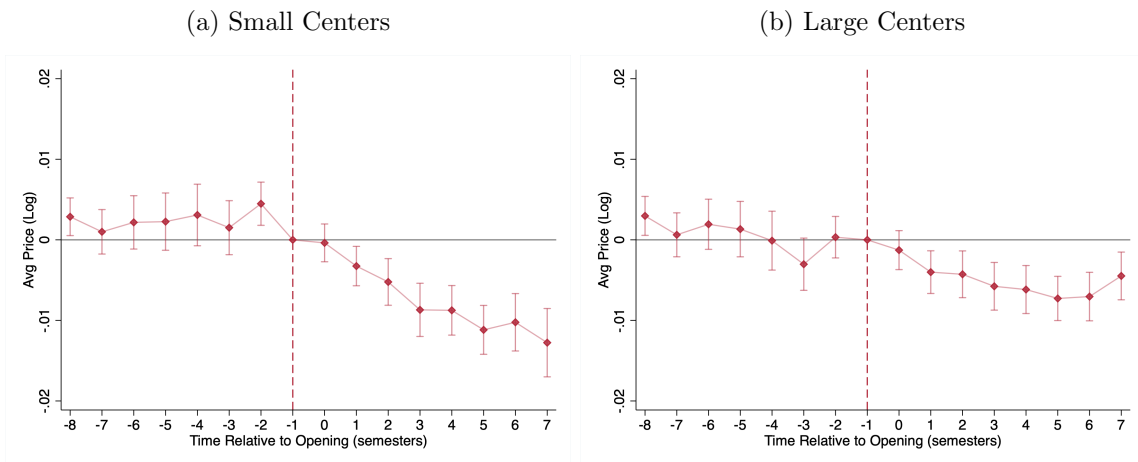 (a) Small Centers
.02
.01
0
-.01
-.02
Avg Price (Log)
-8 -7 -6 -5 -4 -3 -2 -1 0 1 2 3 4 5 6 7
Time Relative to Opening (semesters)
(b) Large Centers
.02
.01
0
-.01
-.02
Avg Price (Log)
-8 -7 -6 -5 -4 -3 -2 -1 0 1 2 3 4 5 6 7
Time Relative to Opening (semesters)